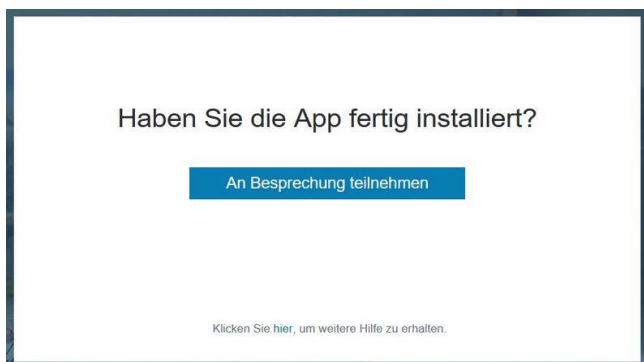 Haben Sie die App fertig installiert?
An Besprechung teilnehmen
Klicken Sie hier, um weitere Hilfe zu erhalten.